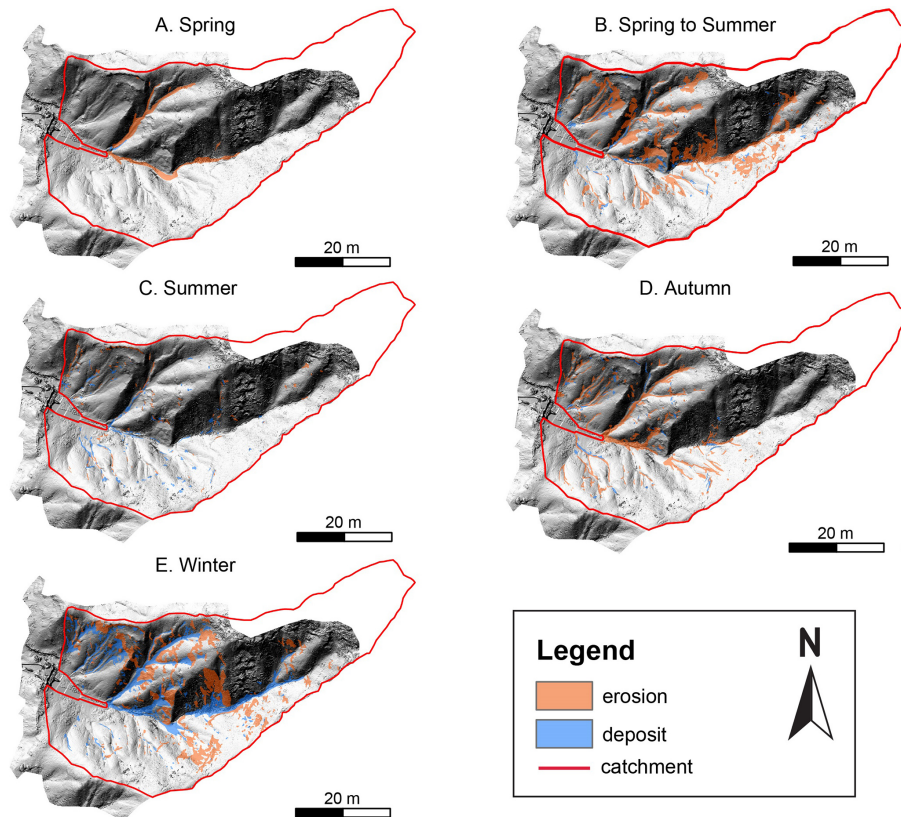 A. Spring
B. Spring to Summer
20 m
20 m
C. Summer
D. Autumn
20 m
20 m
E. Winter
20 m
Legend
erosion
deposit
catchment
N